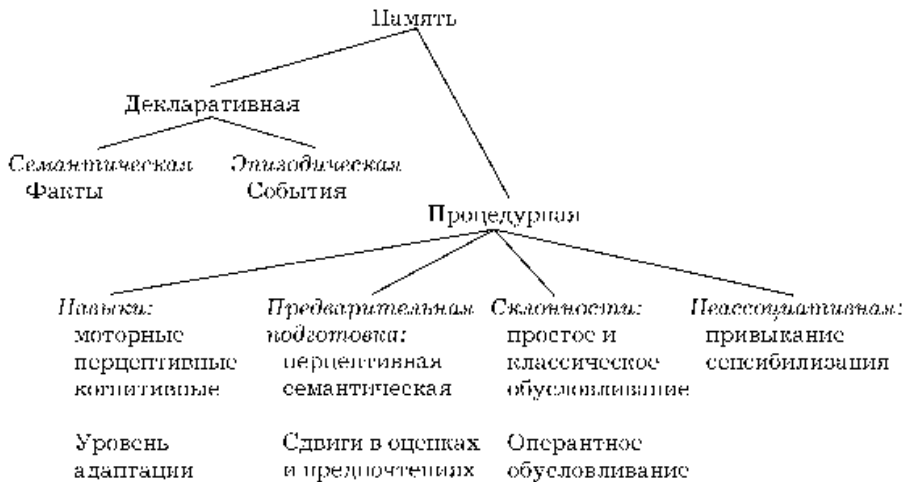 Память
Декларативная
Семантическая Эпизодическая
Факты События
Процедурная
Навыки: Предварительная Склонности: Неассоциативная:
моторные подготовка: простое и привыкание
перцептивные перцептивная классическое сенсибилизация
когнитивные семантическая обусловливание
Уровень Сдвиги в оценках Оперантное
адаптации и предпочтениях обусловливание